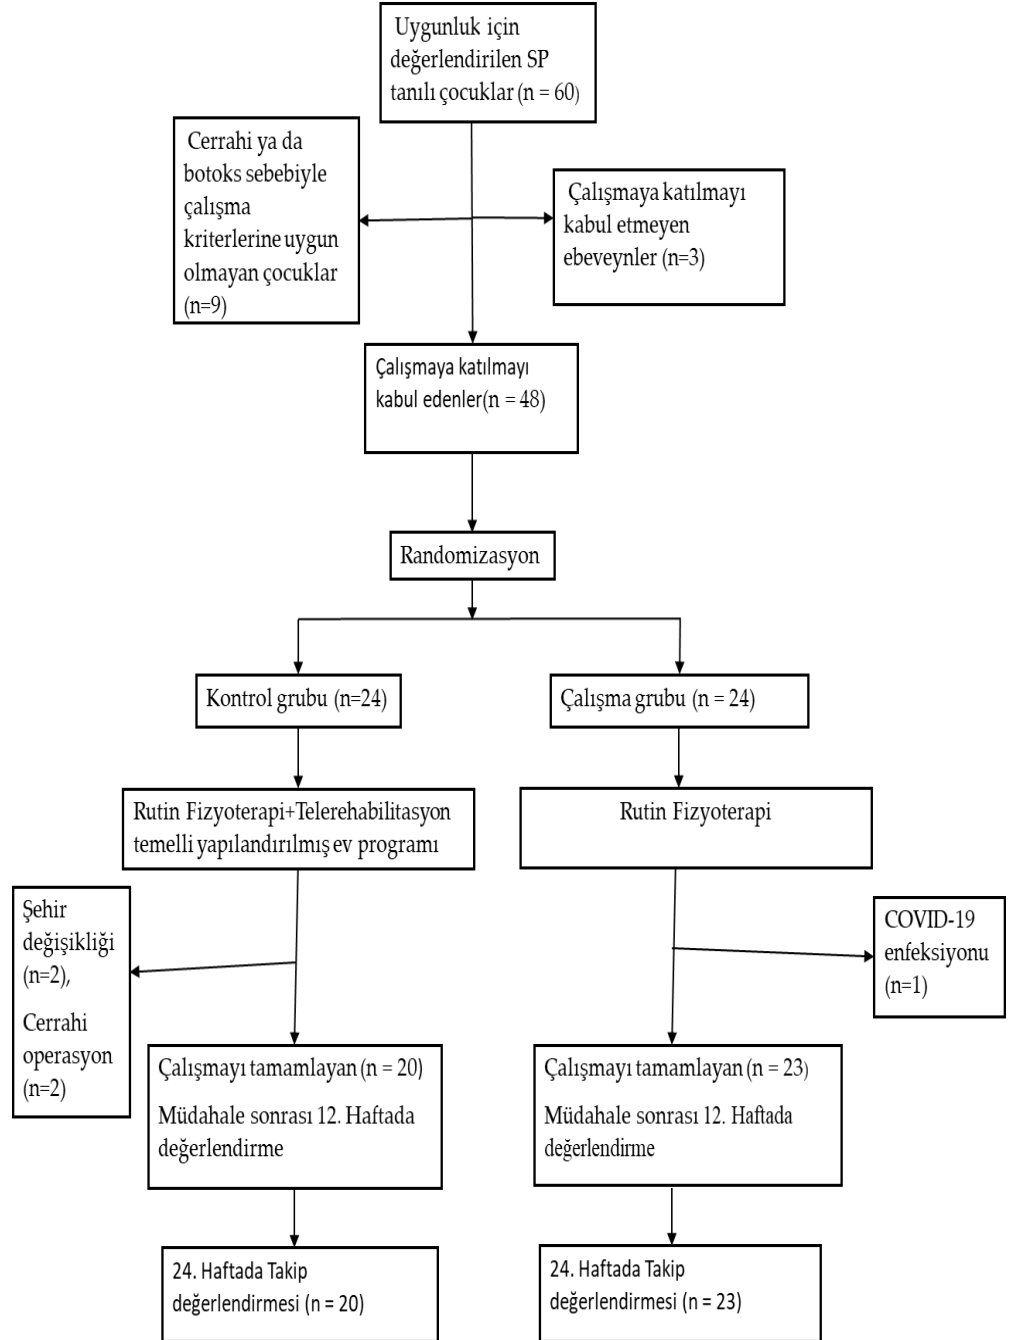 Uygunluk için
değerlendirilen SP
tanılı çocuklar (n = 60)
Cerrahi ya da
botoks sebebiyle
çalışma
kriterlerine uygun
olmayan çocuklar
(n=9)
Çalışmaya katılmayı
kabul etmeyen
ebeveynler (n=3)
Çalışmaya katılmayı
kabul edenler(n = 48)
Randomizasyon
Kontrol grubu (n=24)
Çalışma grubu (n = 24)
Rutin Fizyoterapi+Telerehabilitasyon
temelli yapılandırılmış ev programı
Rutin Fizyoterapi
Şehir
değişikliği
(n=2),
Cerrahi
operasyon
(n=2)
COVID-19
enfeksiyonu
(n=1)
Çalışmayı tamamlayan (n = 20)
Müdahale sonrası 12. Haftada
değerlendirme
Çalışmayı tamamlayan (n = 23)
Müdahale sonrası 12. Haftada
değerlendirme
24. Haftada Takip
değerlendirmesi (n = 20)
24. Haftada Takip
değerlendirmesi (n = 23)